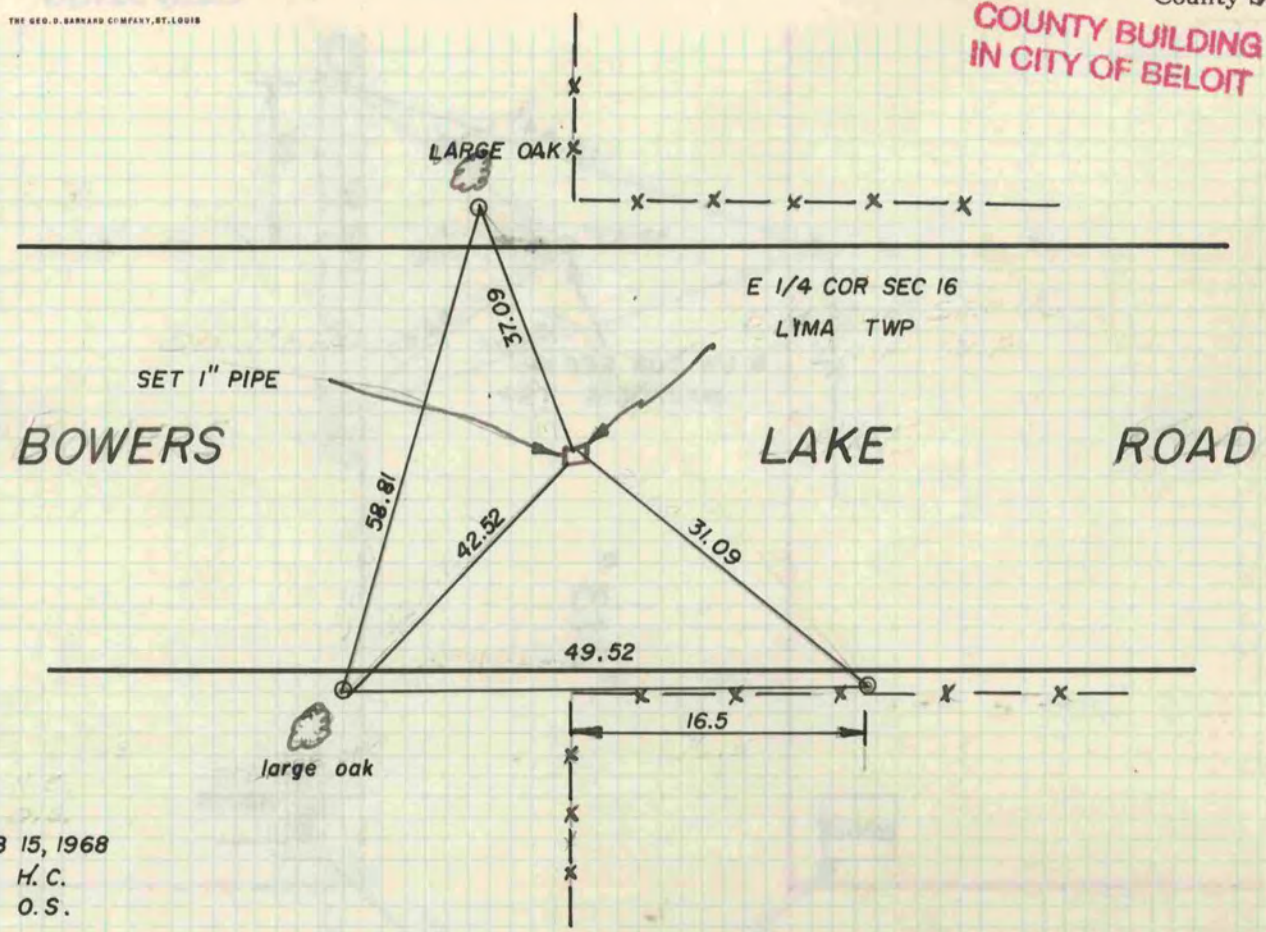 THE GEO. D. BARNARD COMPANY, ST. LOUIS
County
COUNTY BUILDING
IN CITY OF BELOIT
LARGE OAK
E 1/4 COR SEC 16
LIMA TWP
37.09
SET 1" PIPE
BOWERS LAKE ROAD
58.81
42.52
31.09
49.52
16.5
large oak
15, 1968
H. C.
O. S.